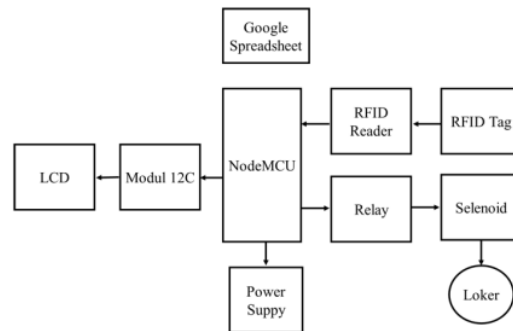 Google
Spreadsheet
NodeMCU
RFID
Reader
RFID Tag
LCD
Modul 12C
Relay
Selenoid
Power
Suppy
Loker